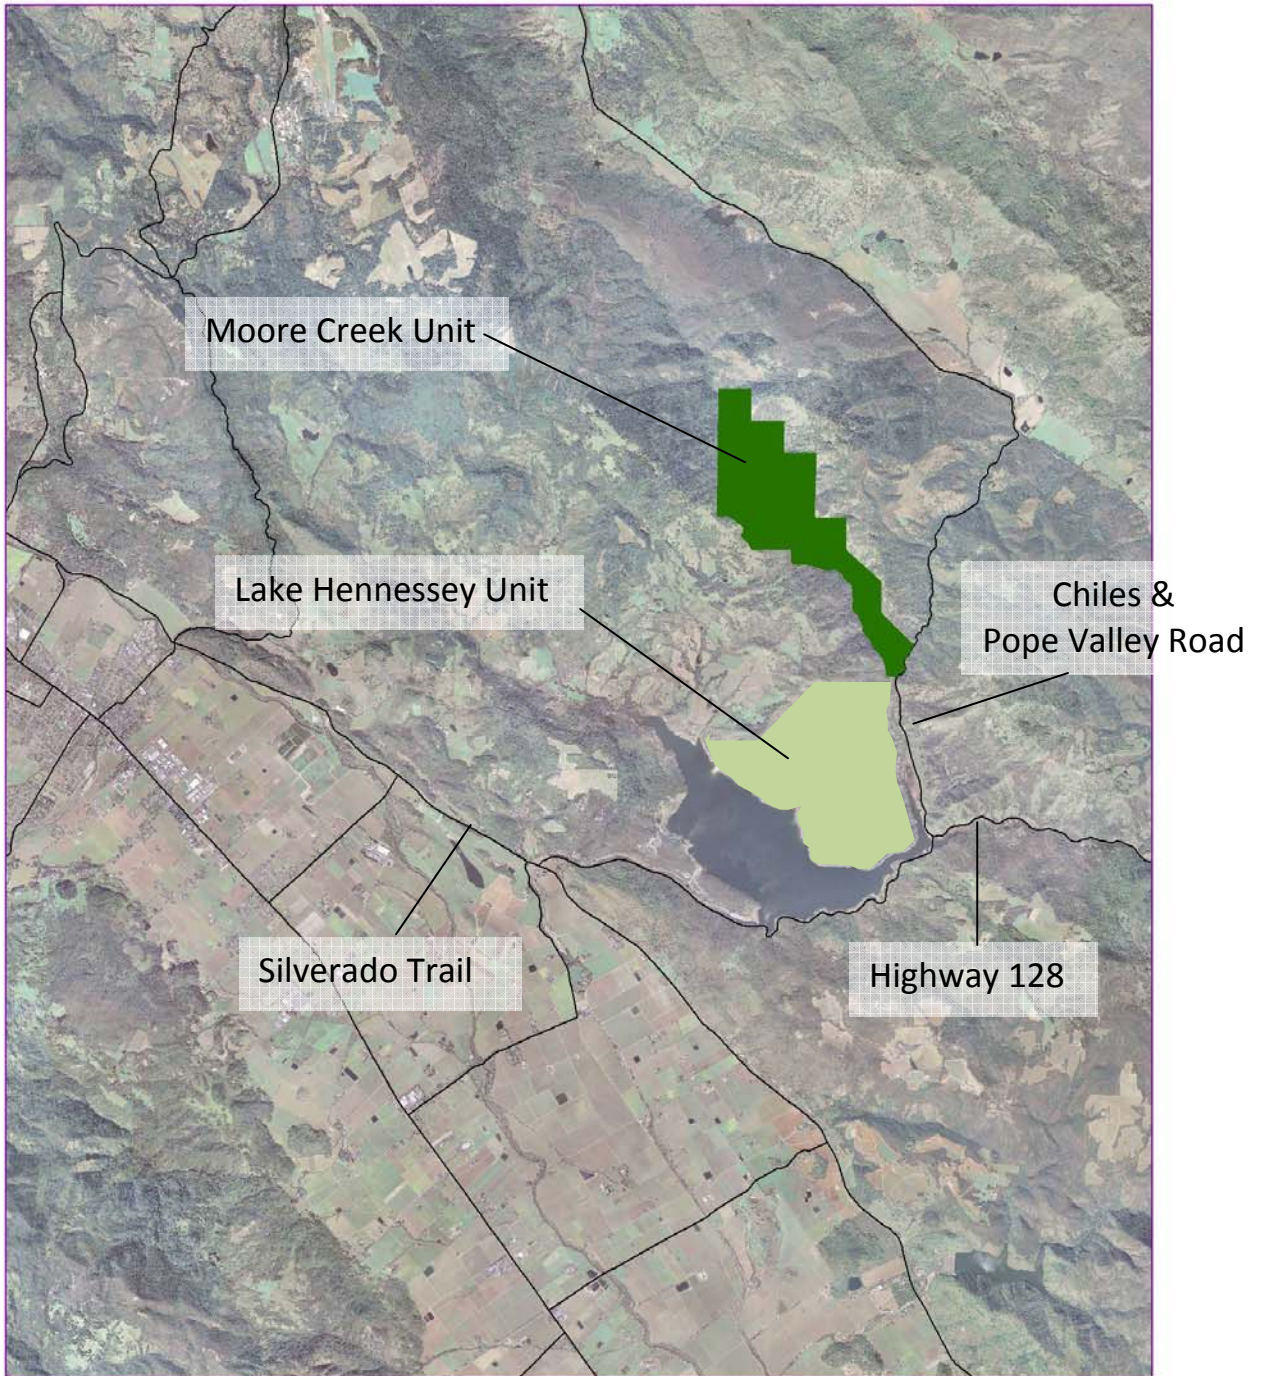 Moore Creek Unit
Lake Hennessey Unit
Chiles &
Pope Valley Road
Silverado Trail
Highway 128